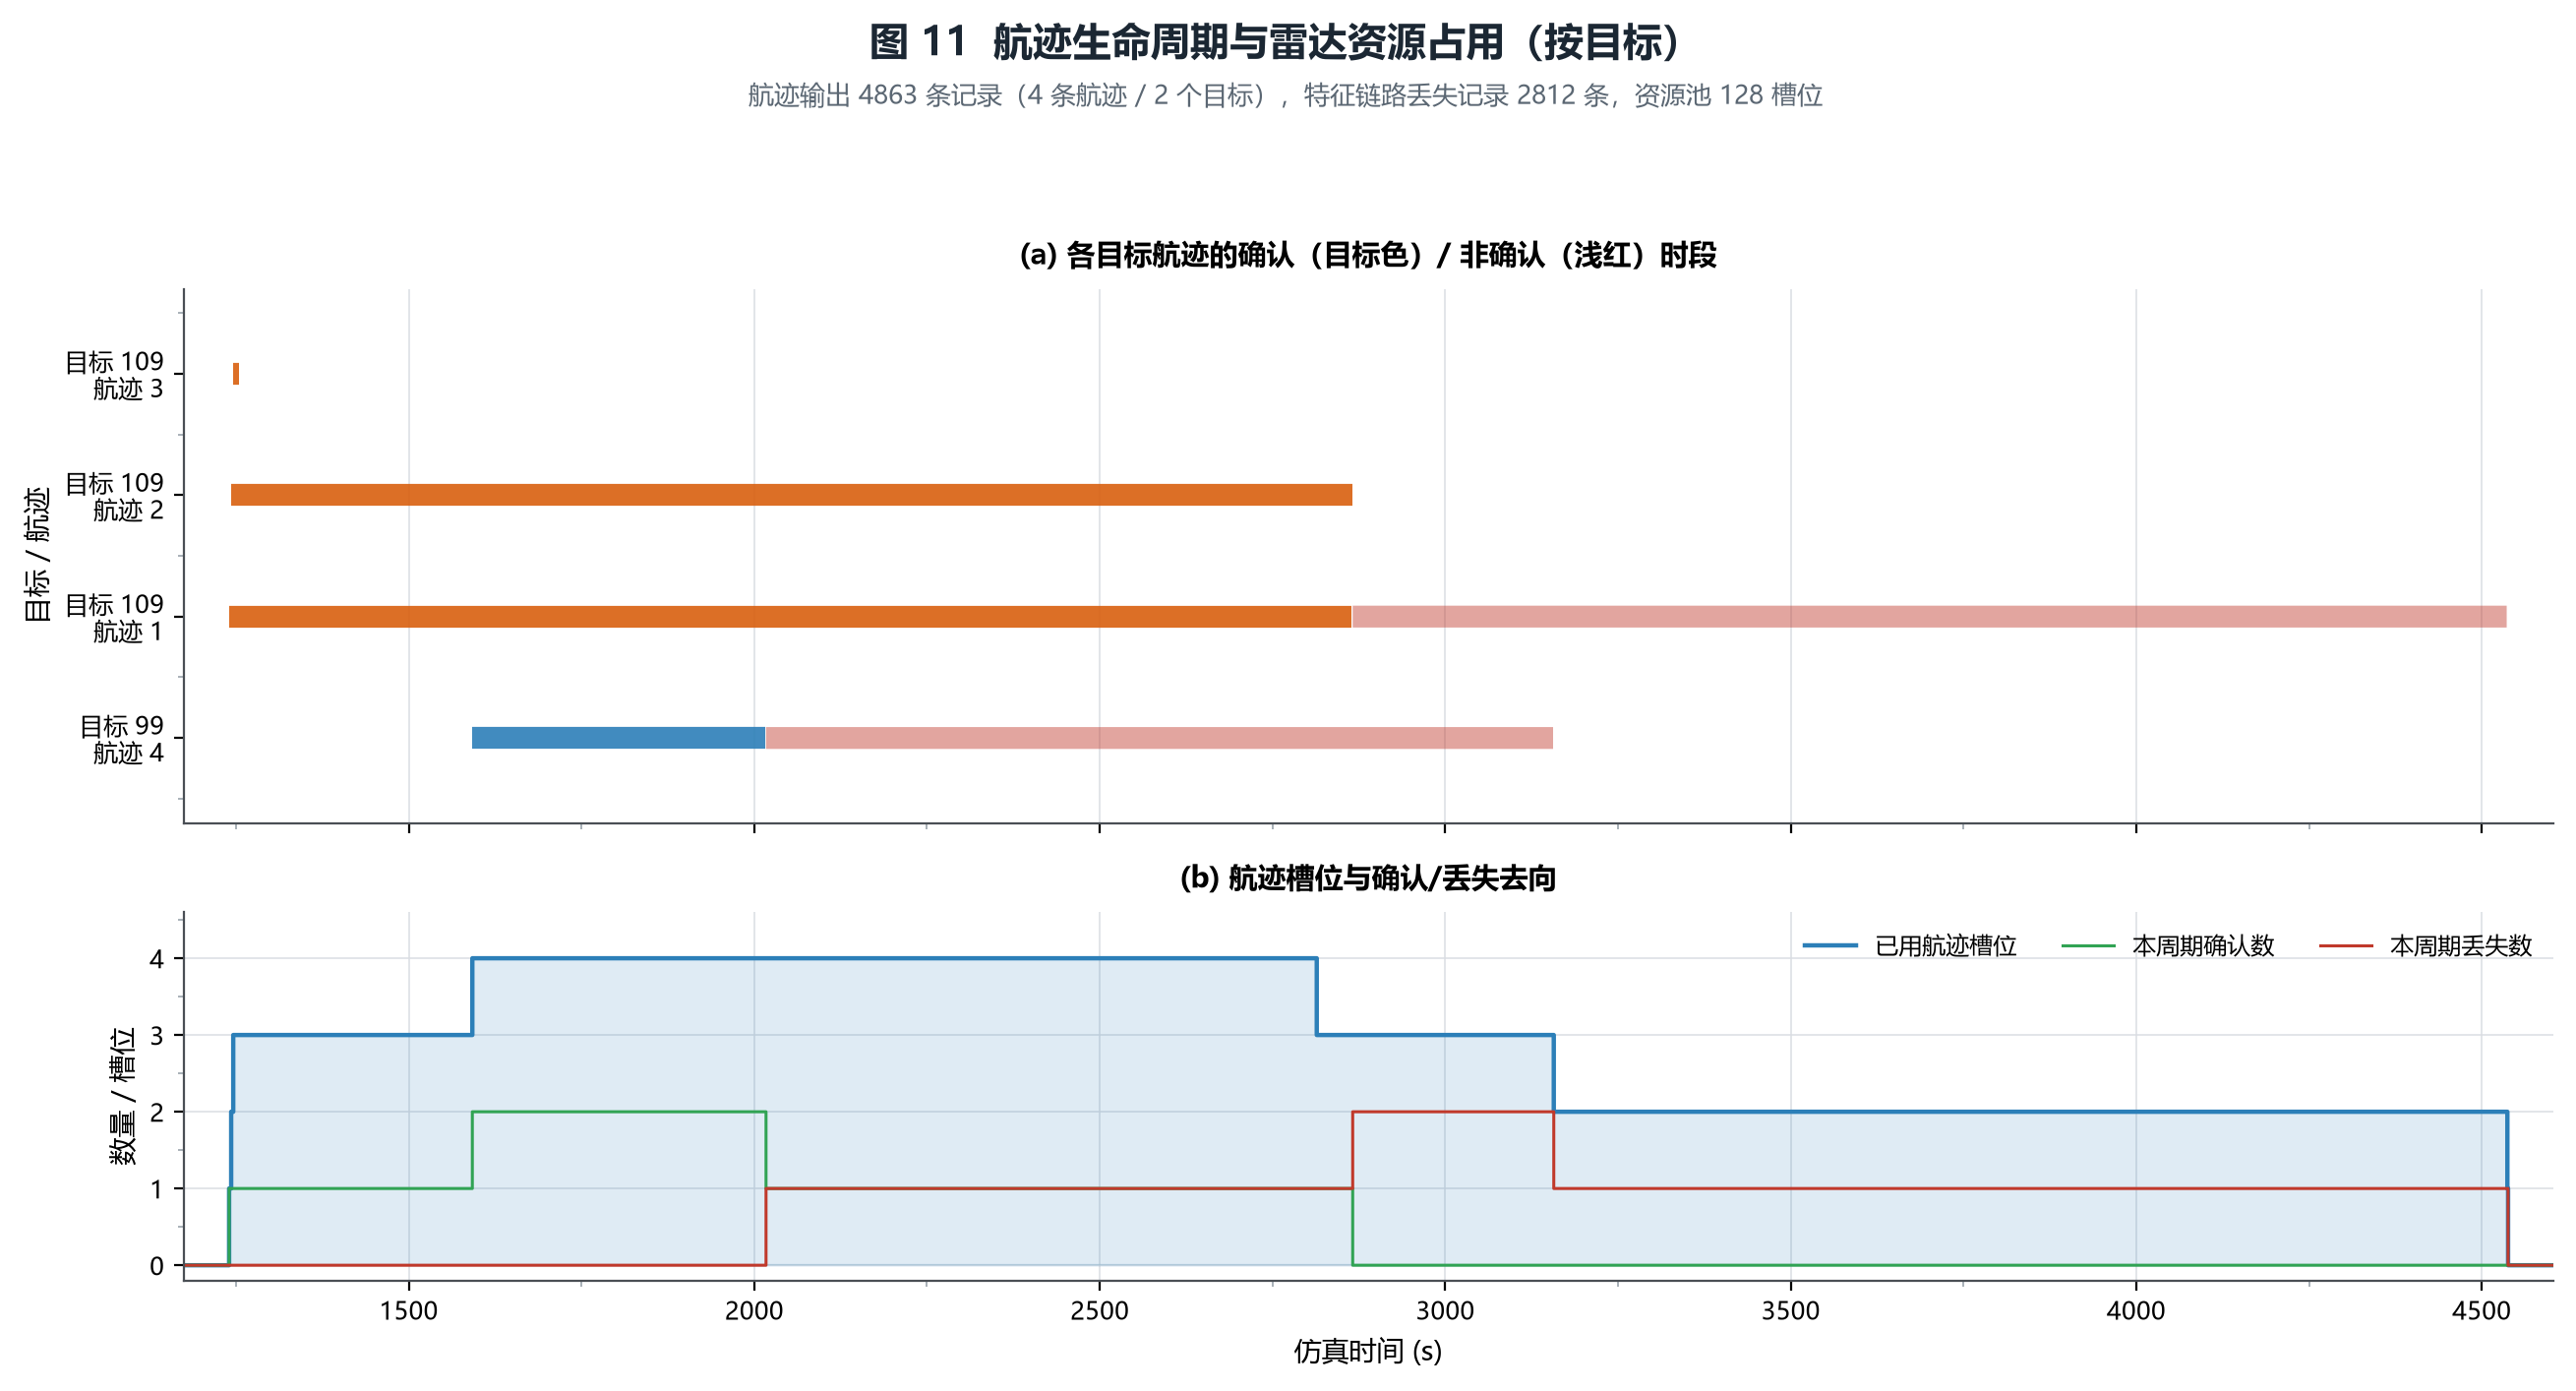 图 11 航迹生命周期与雷达资源占用（按目标）
航迹输出 4863 条记录（4 条航迹 / 2 个目标），特征链路丢失记录 2812 条，资源池 128 槽位
(a) 各目标航迹的确认（目标色）/ 非确认（浅红）时段
目标 / 航迹
目标 109
航迹 3
目标 109
航迹 2
目标 109
航迹 1
目标 99
航迹 4
(b) 航迹槽位与确认/丢失去向
已用航迹槽位 本周期确认数 本周期丢失数
数量 / 槽位
4
3
2
1
0
1500 2000 2500 3000 3500 4000 4500
仿真时间 (s)